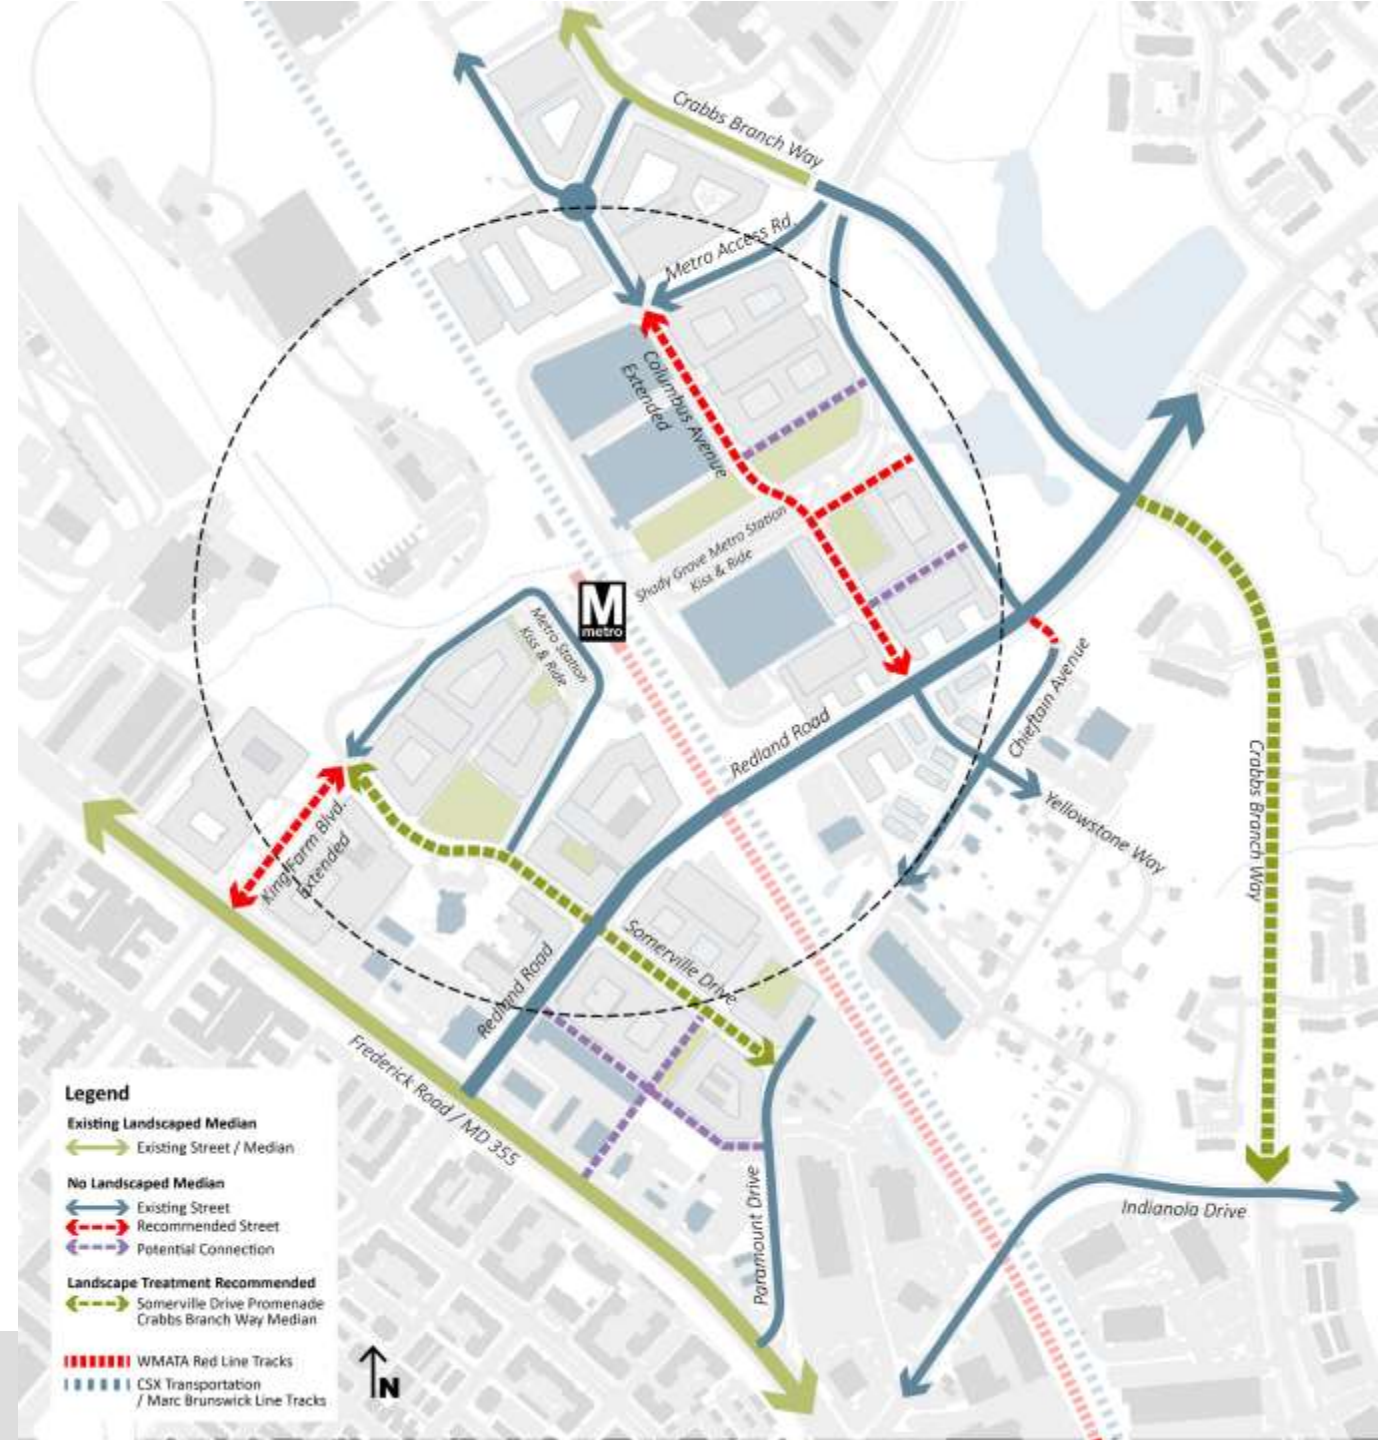 Crabbs Branch Way
Metro Access Rd.
Columbus Avenue
Extended
Shady Grove Metro Station
Kiss & Ride
M
metro
Metro Station
Kiss & Ride
Redland Road
Chieftain Avenue
Yellowstone Way
Crabbs Branch Way
King Farm Blvd.
Extended
Somerville Drive
Redland Road
Frederick Road / MD 355
Paramount Drive
Indianola Drive
Legend
Existing Landscaped Median
Existing Street / Median
No Landscaped Median
Existing Street
Recommended Street
Potential Connection
Landscape Treatment Recommended
Somerville Drive Promenade
Crabbs Branch Way Median
WMATA Red Line Tracks
CSX Transportation
/ Marc Brunswick Line Tracks
N